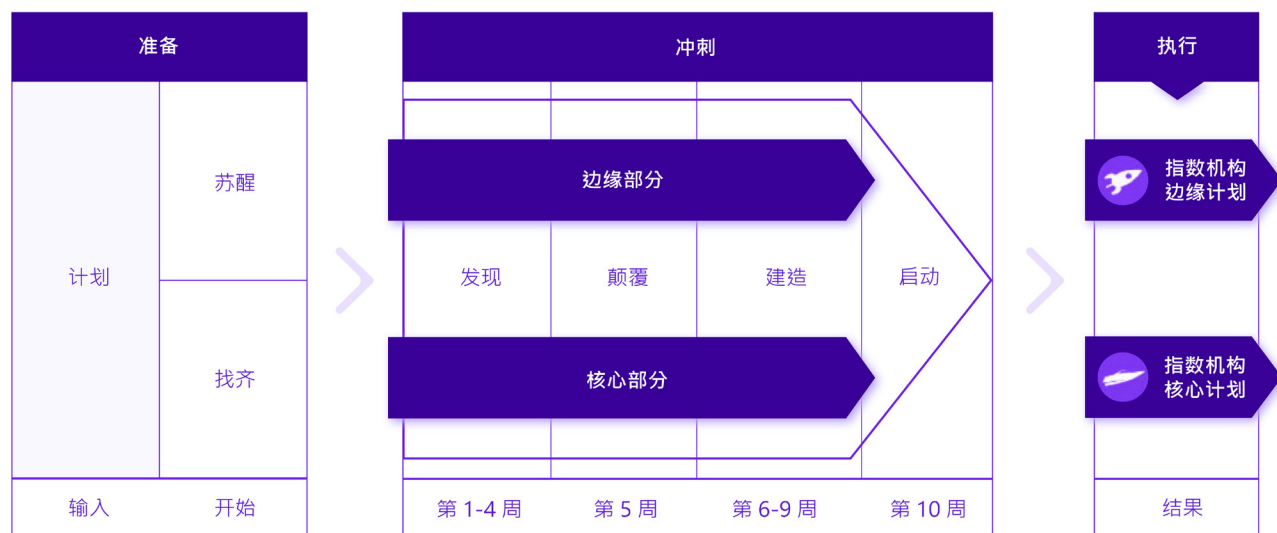 准备
冲刺
执行
计划
苏醒
找齐
边缘部分
发现
颠覆
建造
启动
核心部分
指数机构
边缘计划
指数机构
核心计划
输入
开始
第 1-4 周
第 5 周
第 6-9 周
第 10 周
结果